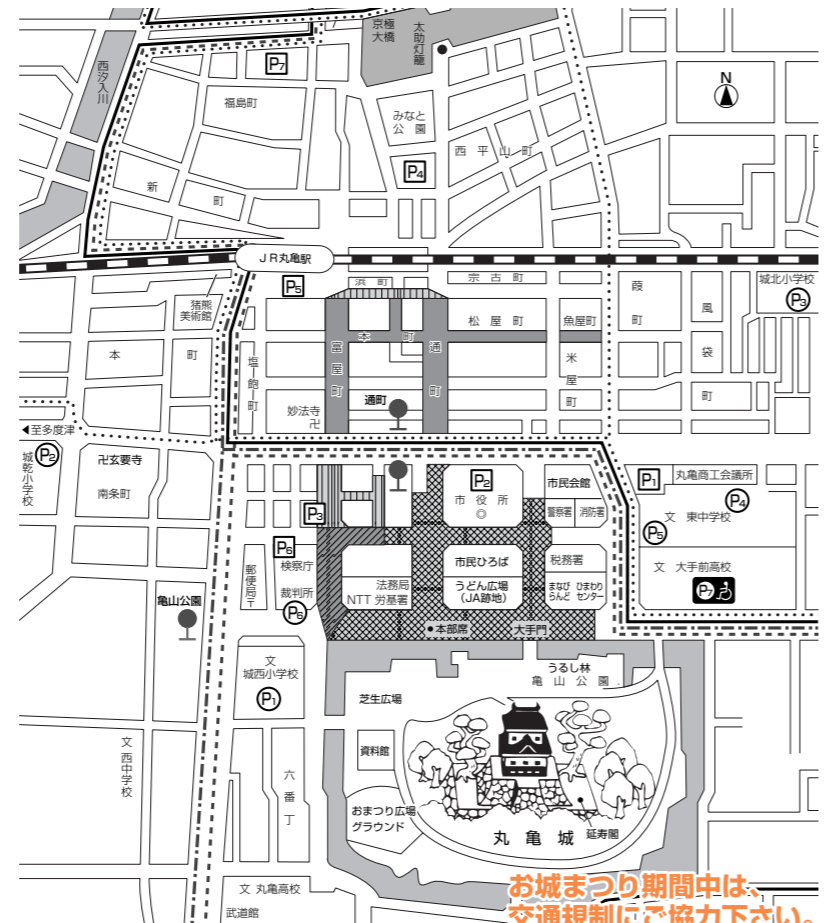 京極
大橋
太助灯籠
西汐入川
P7
福島町
みなと
公園
N
P4
西平山町
新町
JR丸亀駅
P5
浜町
宗古町
葭町
城北小学校
P3
猪熊
美術館
風袋町
本町
富屋町
本町
通町
松屋町
魚屋町
米屋町
塩飽町
妙法寺
卍
通町
◀至多度津
P2
城乾小学校
卍玄要寺
南条町
P3
P2
市役所
◎
市民会館
警察署
消防署
P1
丸亀商工会議所
P4
P5
文 東中学校
P6
検察庁
裁判所
P6
郵便局〒
市民ひろば
うどん広場
(JA跡地)
法務局
NTT 労基署
税務署
まなび
らんど
ひまわり
センター
文 大手前高校
P7
亀山公園
●本部席
大手門
文
城西小学校
P1
うるし林
亀山公園
芝生広場
文 西中学校
資料館
六番丁
おまつり広場
グラウンド
丸亀城
延寿閣
文 丸亀高校
武道館
お城まつり期間中は、
交通規制にご協力下さい。